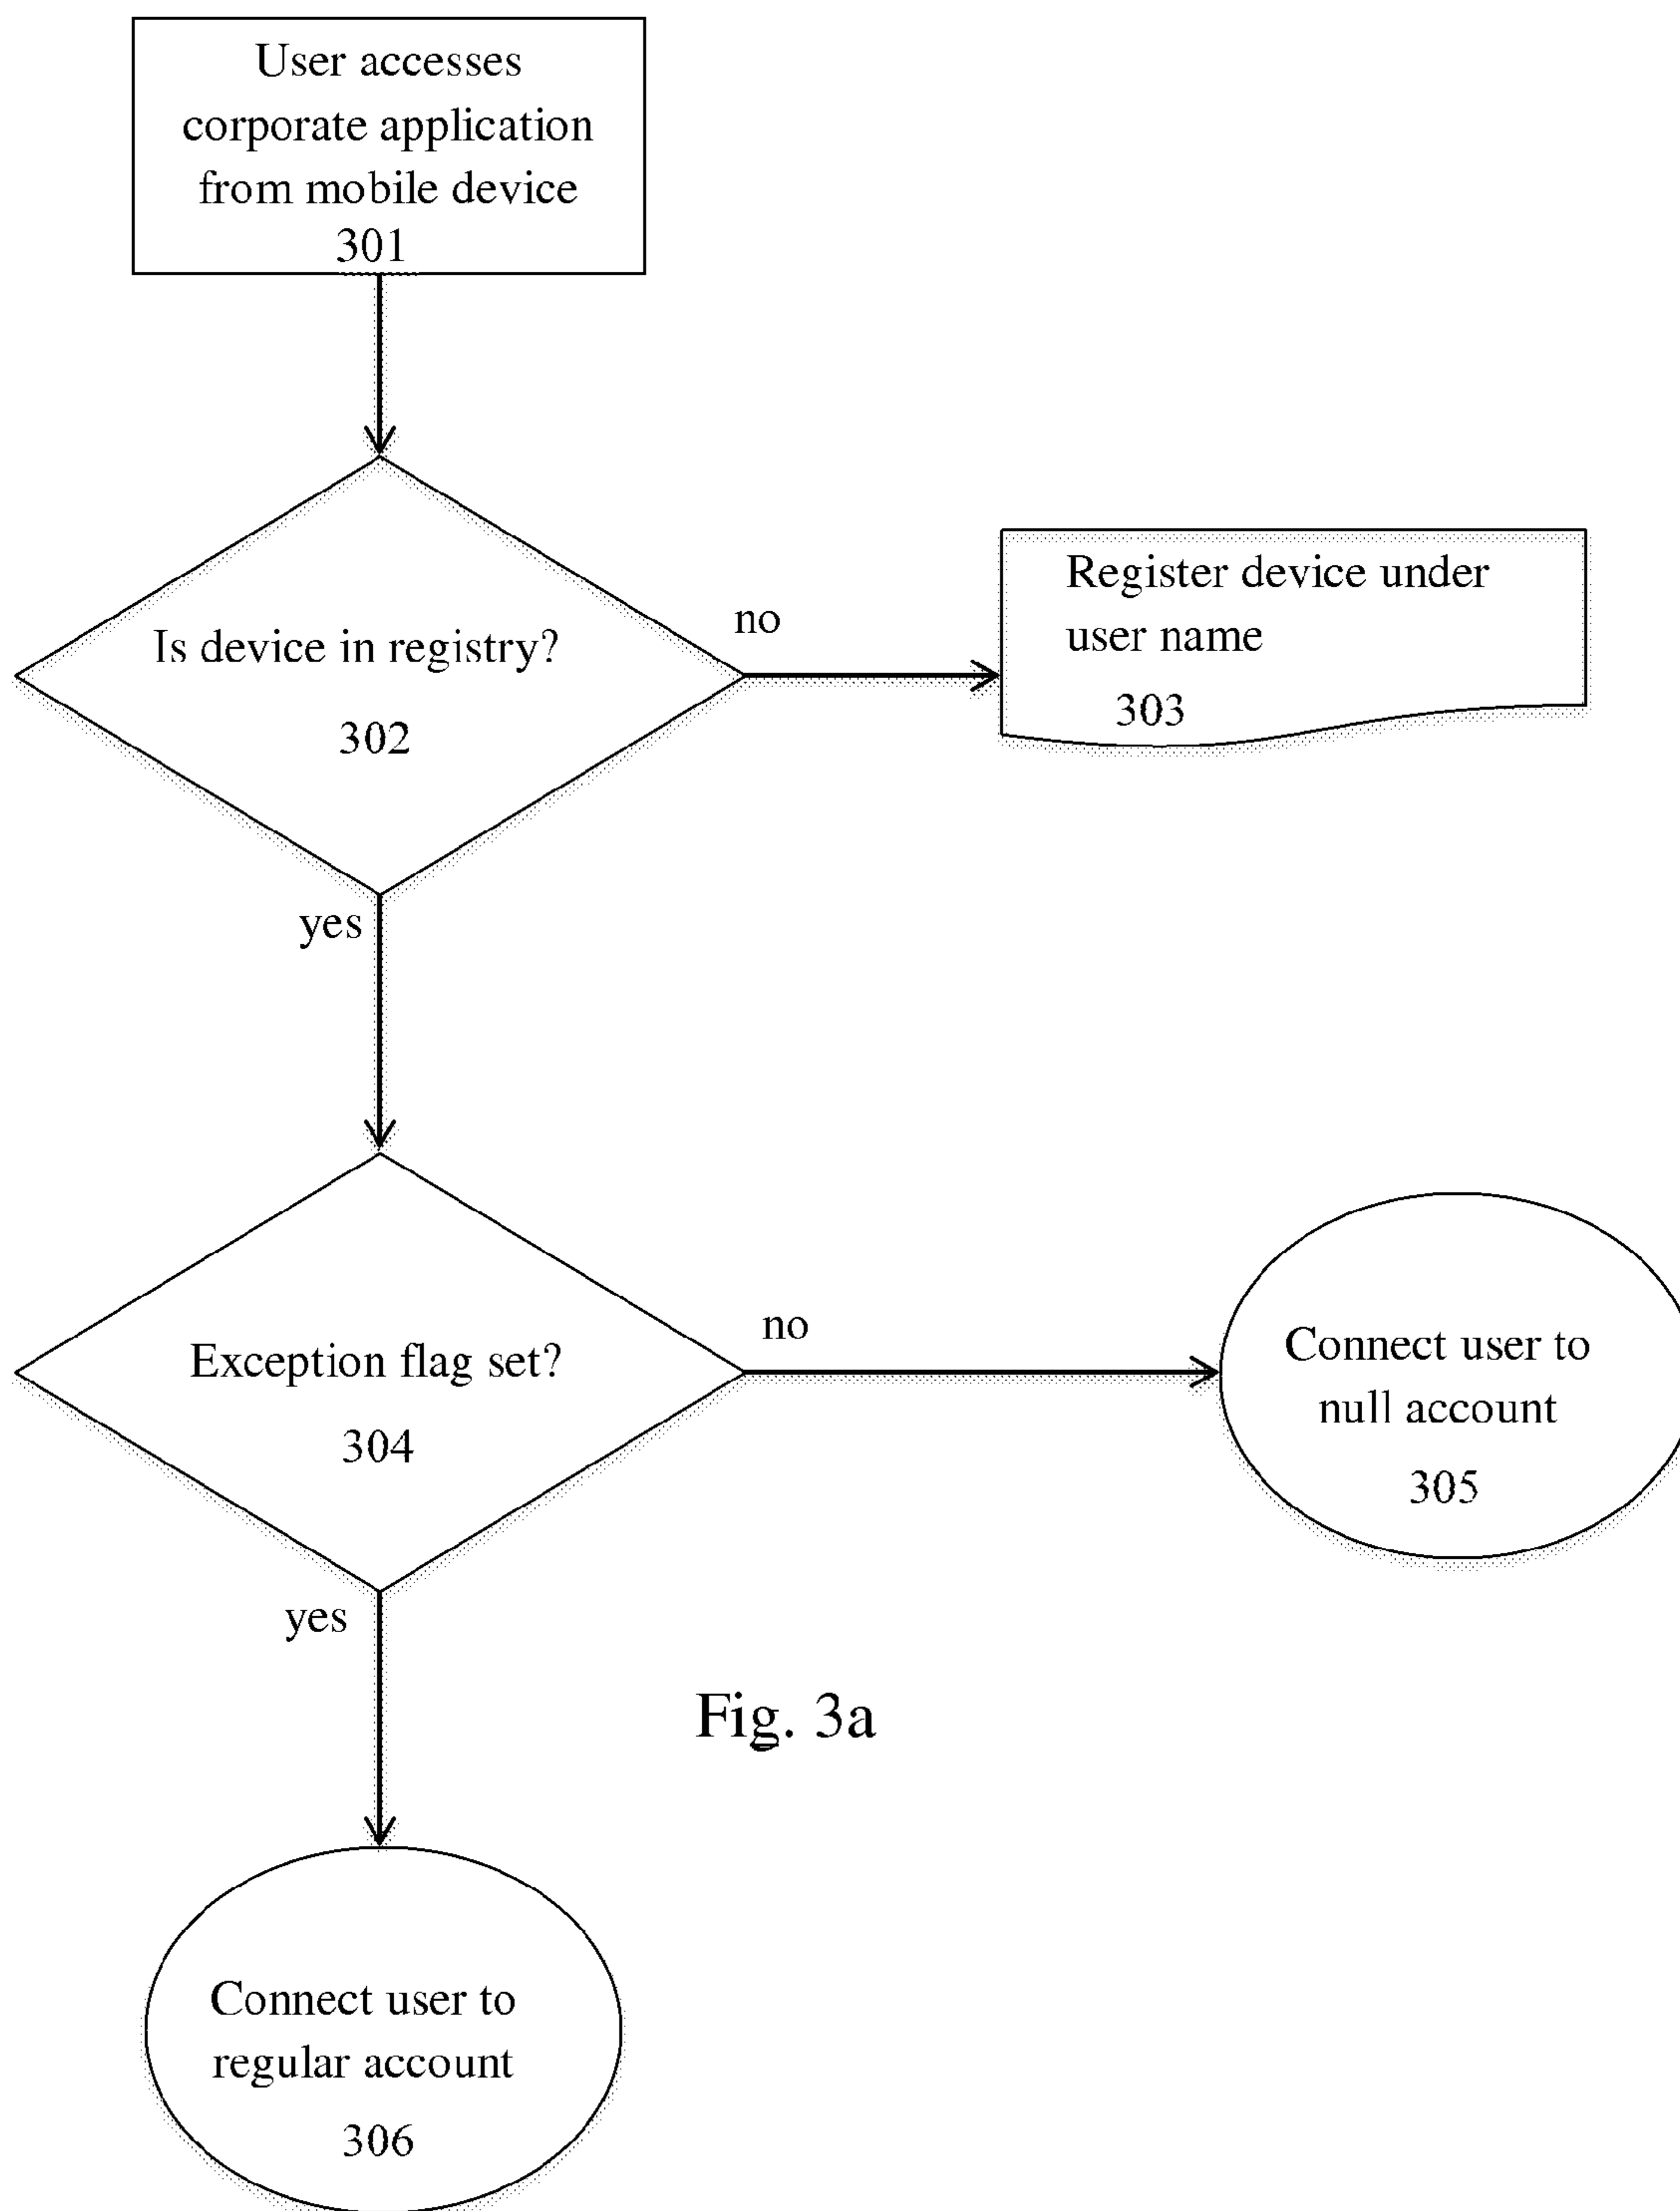 User accesses
corporate application
from mobile device
301
Is device in registry?
302
no
Register device under
user name
303
yes
Exception flag set?
304
no
Connect user to
null account
305
yes
Fig. 3a
Connect user to
regular account
306